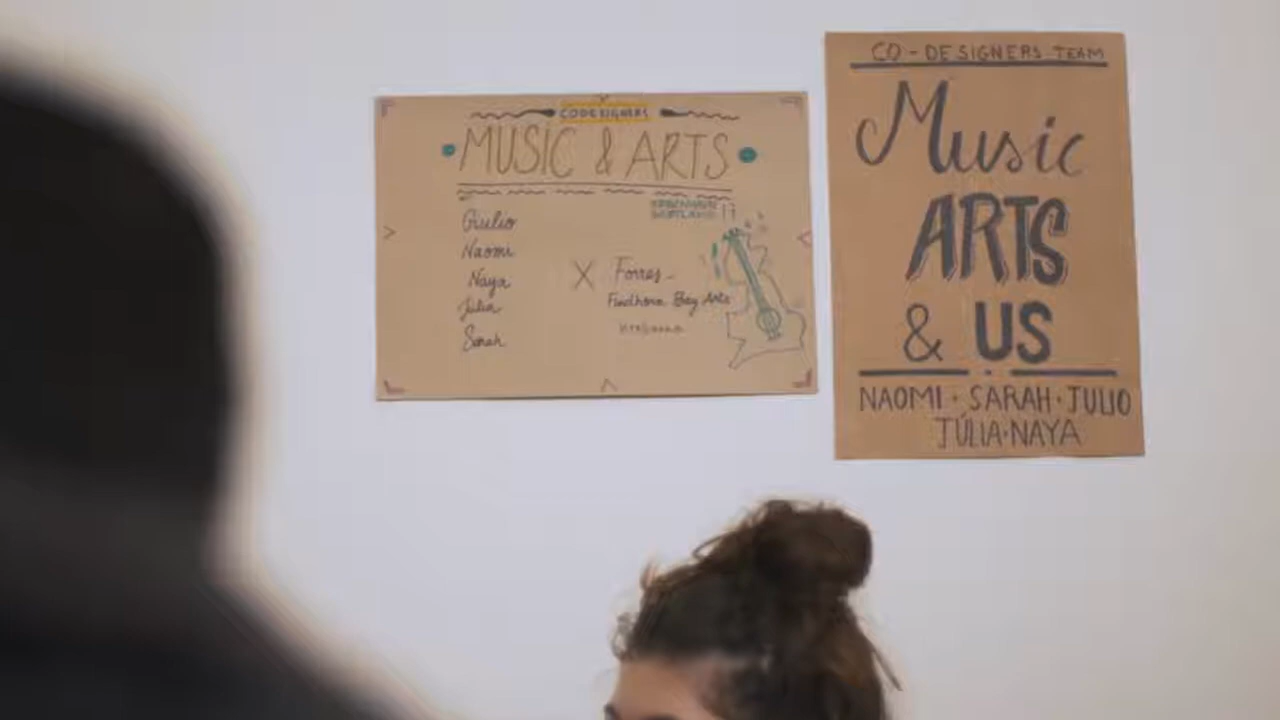 CODESIGNERS
MUSIC & ARTS
Giulio
Naomi
Naya
Júlia
Sarah
X
Forres
Findhorn Bay Arts
CO-DESIGNERS TEAM
Music
ARTS
& US
NAOMI · SARAH · JULIO
JÚLIA · NAYA